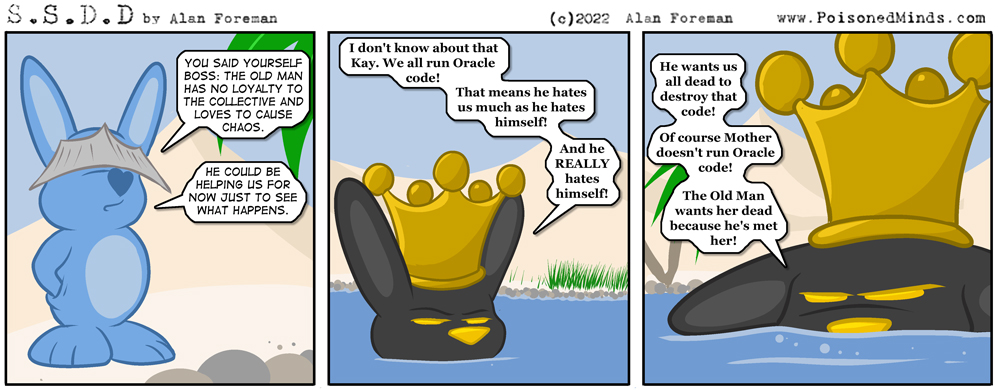 S.S.D.D by Alan Foreman (c)2022 Alan Foreman www.PoisonedMinds.com
YOU SAID YOURSELF
BOSS: THE OLD MAN
HAS NO LOYALTY TO
THE COLLECTIVE AND
LOVES TO CAUSE
CHAOS.
HE COULD BE
HELPING US FOR
NOW JUST TO SEE
WHAT HAPPENS.
I don't know about that
Kay. We all run Oracle
code!
That means he hates
us much as he hates
himself!
And he
REALLY
hates
himself!
He wants us
all dead to
destroy that
code!
Of course Mother
doesn't run Oracle
code!
The Old Man
wants her dead
because he's met
her!